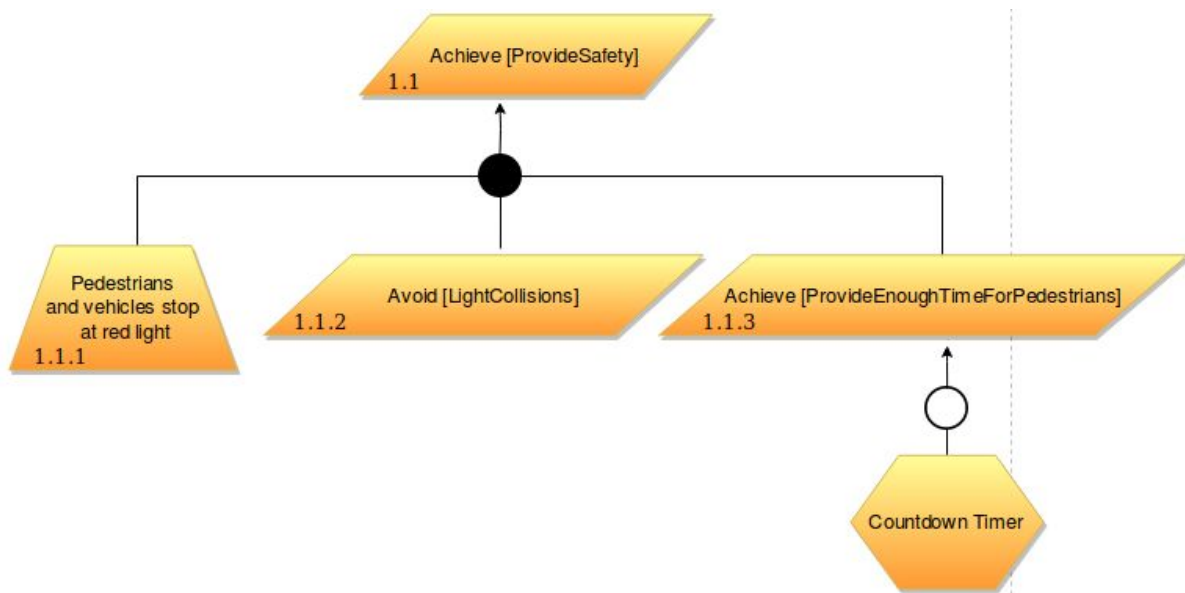 Achieve [ProvideSafety]
1.1
Pedestrians
and vehicles stop
at red light
1.1.1
Avoid [LightCollisions]
1.1.2
Achieve [ProvideEnoughTimeForPedestrians]
1.1.3
Countdown Timer